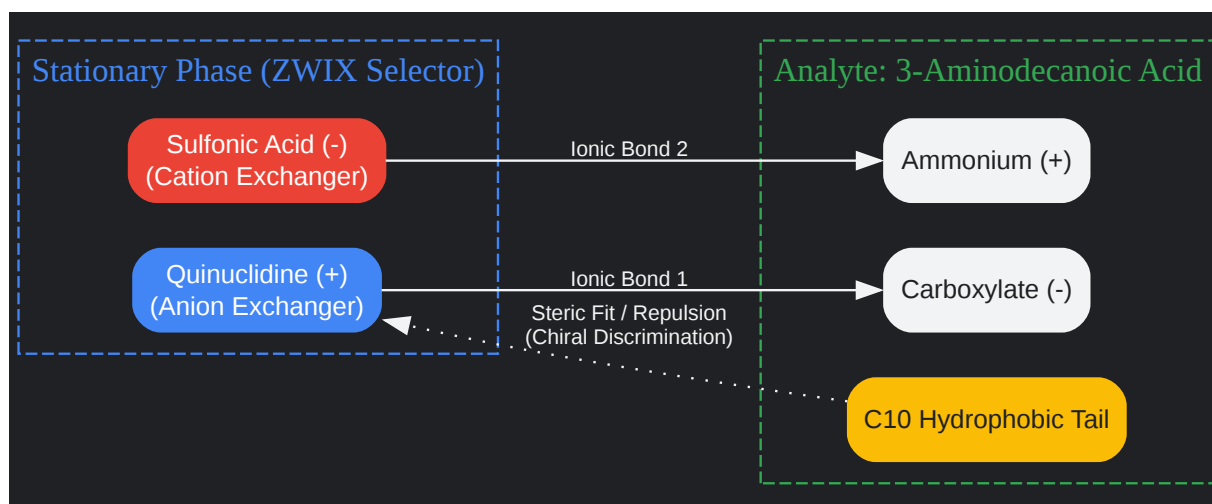 Stationary Phase (ZWIX Selector)
Analyte: 3-Aminodecanoic Acid
Sulfonic Acid (-)
(Cation Exchanger)
Ionic Bond 2
Ammonium (+)
Quinuclidine (+)
(Anion Exchanger)
Ionic Bond 1
Carboxylate (-)
Steric Fit / Repulsion
(Chiral Discrimination)
C10 Hydrophobic Tail